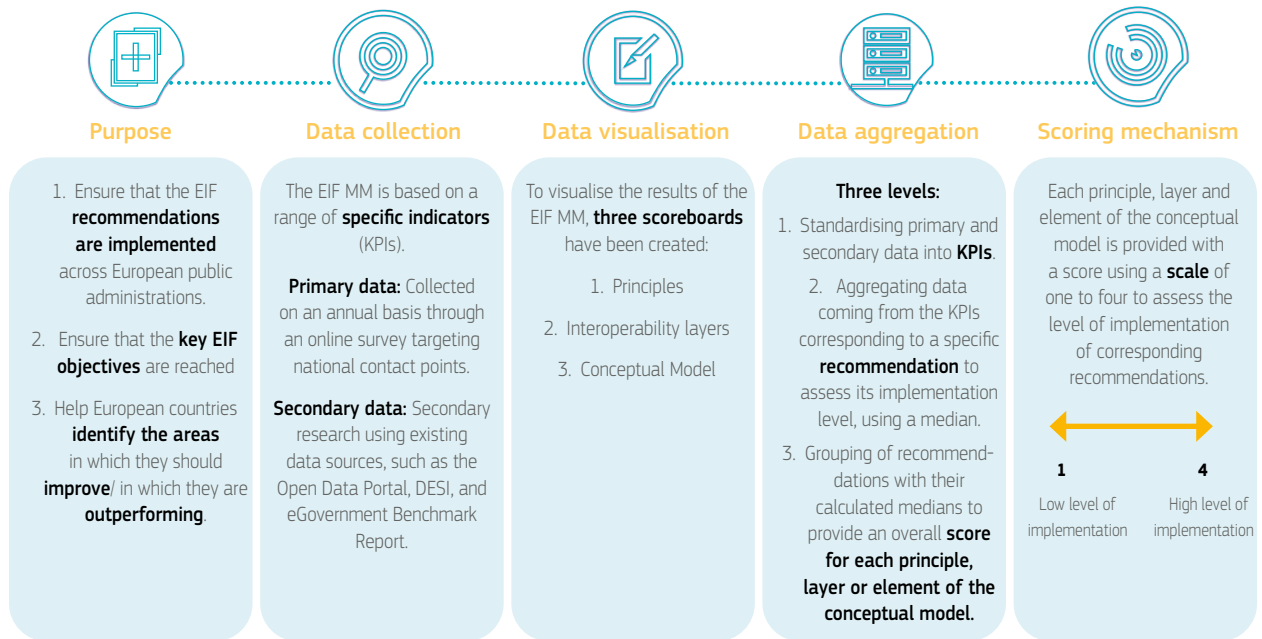 Purpose
1. Ensure that the EIF
recommendations
are implemented
across European public
administrations.
2. Ensure that the key EIF
objectives are reached
3. Help European countries
identify the areas
in which they should
improve/ in which they are
outperforming.
Data collection
The EIF MM is based on a
range of specific indicators
(KPIs).
Primary data: Collected
on an annual basis through
an online survey targeting
national contact points.
Secondary data: Secondary
research using existing
data sources, such as the
Open Data Portal, DESI, and
eGovernment Benchmark
Report.
Data visualisation
To visualise the results of the
EIF MM, three scoreboards
have been created:
1. Principles
2. Interoperability layers
3. Conceptual Model
Data aggregation
Three levels:
1. Standardising primary and
secondary data into KPIs.
2. Aggregating data
coming from the KPIs
corresponding to a specific
recommendation to
assess its implementation
level, using a median.
3. Grouping of recommend-
dations with their
calculated medians to
provide an overall score
for each principle,
layer or element of the
conceptual model.
Scoring mechanism
Each principle, layer and
element of the conceptual
model is provided with
a score using a scale of
one to four to assess the
level of implementation
of corresponding
recommendations.
1
Low level of
implementation
4
High level of
implementation